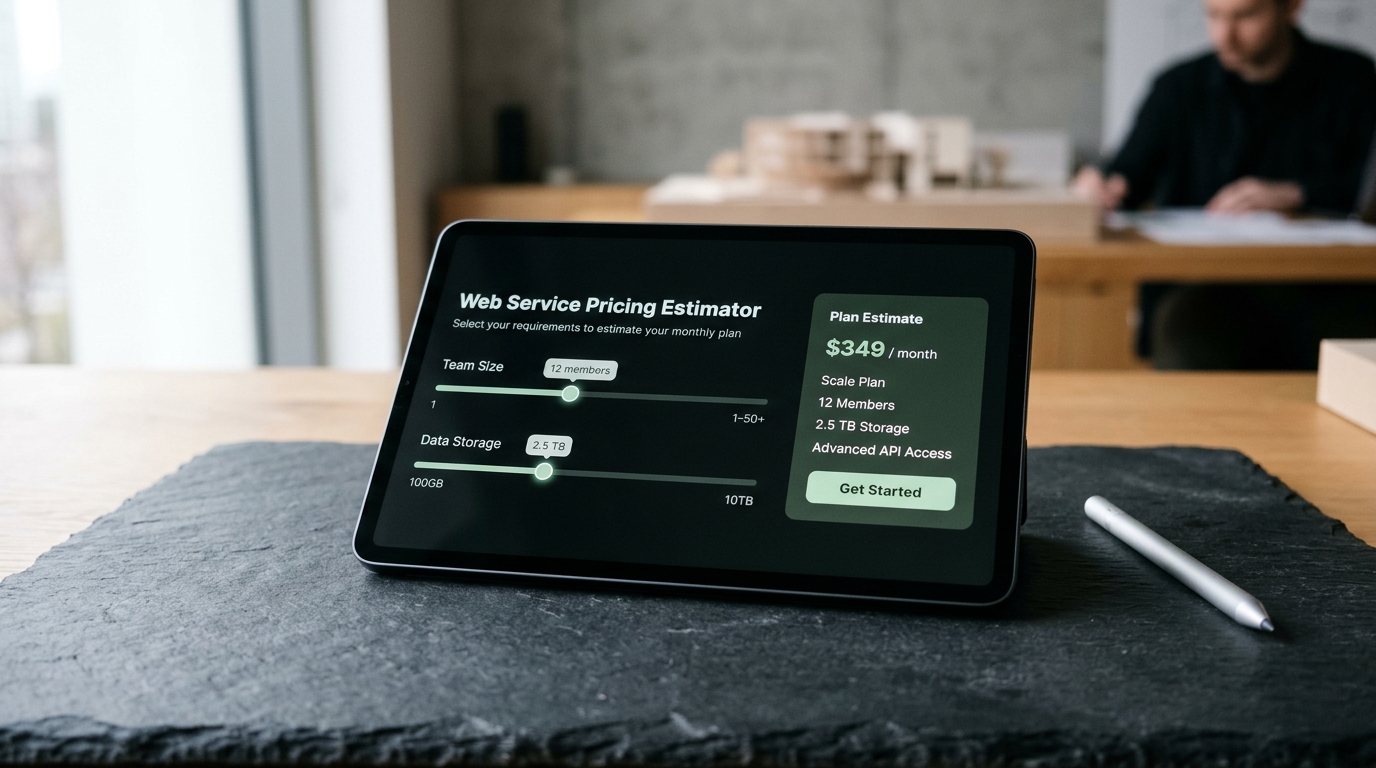 Web Service Pricing Estimator
Select your requirements to estimate your monthly plan
Team Size
12 members
1
1–50+
Data Storage
2.5 TB
100GB
10TB
Plan Estimate
$349 / month
Scale Plan
12 Members
2.5 TB Storage
Advanced API Access
Get Started